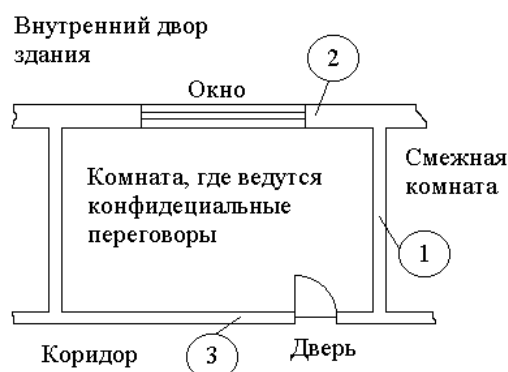 Внутренний двор
здания
2
Окно
Смежная
комната
Комната, где ведутся
конфидециальные
переговоры
1
Коридор
3
Дверь